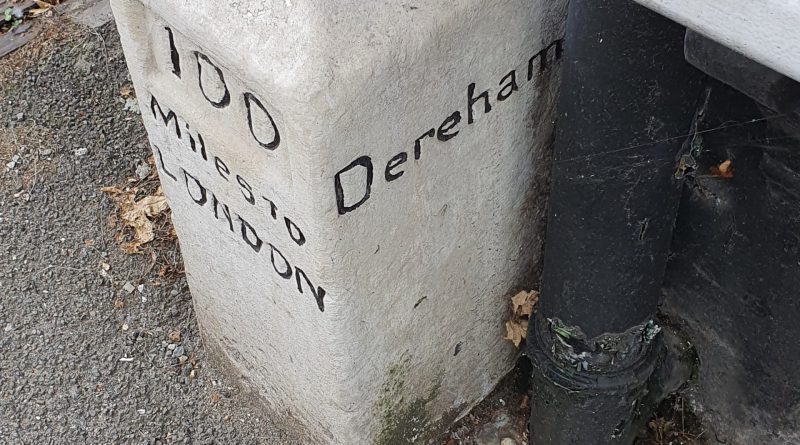 100
Miles to
LONDON
Dereham